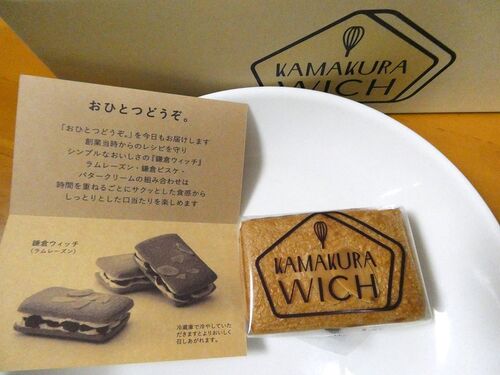 KAMAKURA
WICH
おひとつどうぞ。
「おひとつどうぞ。」を今日もお届けします
創業当時からのレシピを守り
シンプルなおいしさの『鎌倉ウィッチ』
ラムレーズン・鎌倉ビスケ・
バタークリームの組み合わせは
時間を重ねるごとにサクッとした食感から
しっとりとした口当たりを楽しめます
鎌倉ウィッチ
(ラムレーズン)
冷蔵庫で冷やしていた
だきますとよりおいしく
召しあがれます。
KAMAKURA
WICH